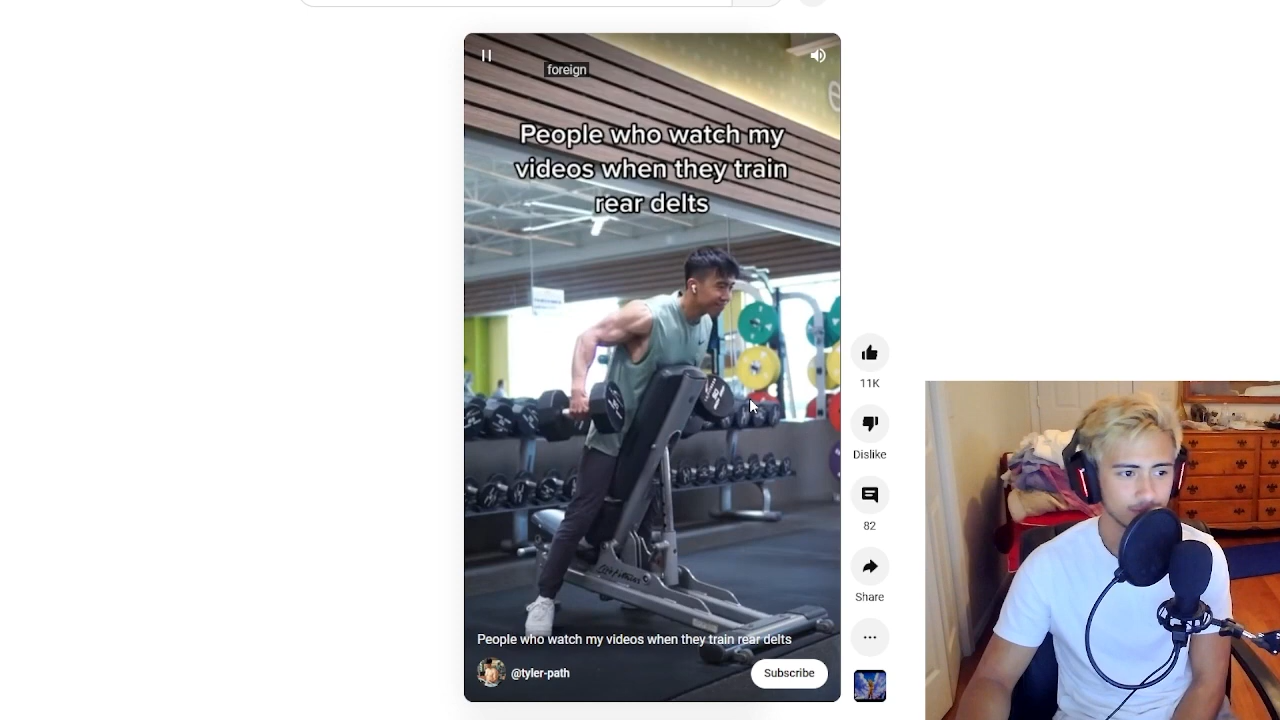 foreign
People who watch my
videos when they train
rear delts
11K
Dislike
82
Share
People who watch my videos when they train rear delts
@tyler-path
Subscribe